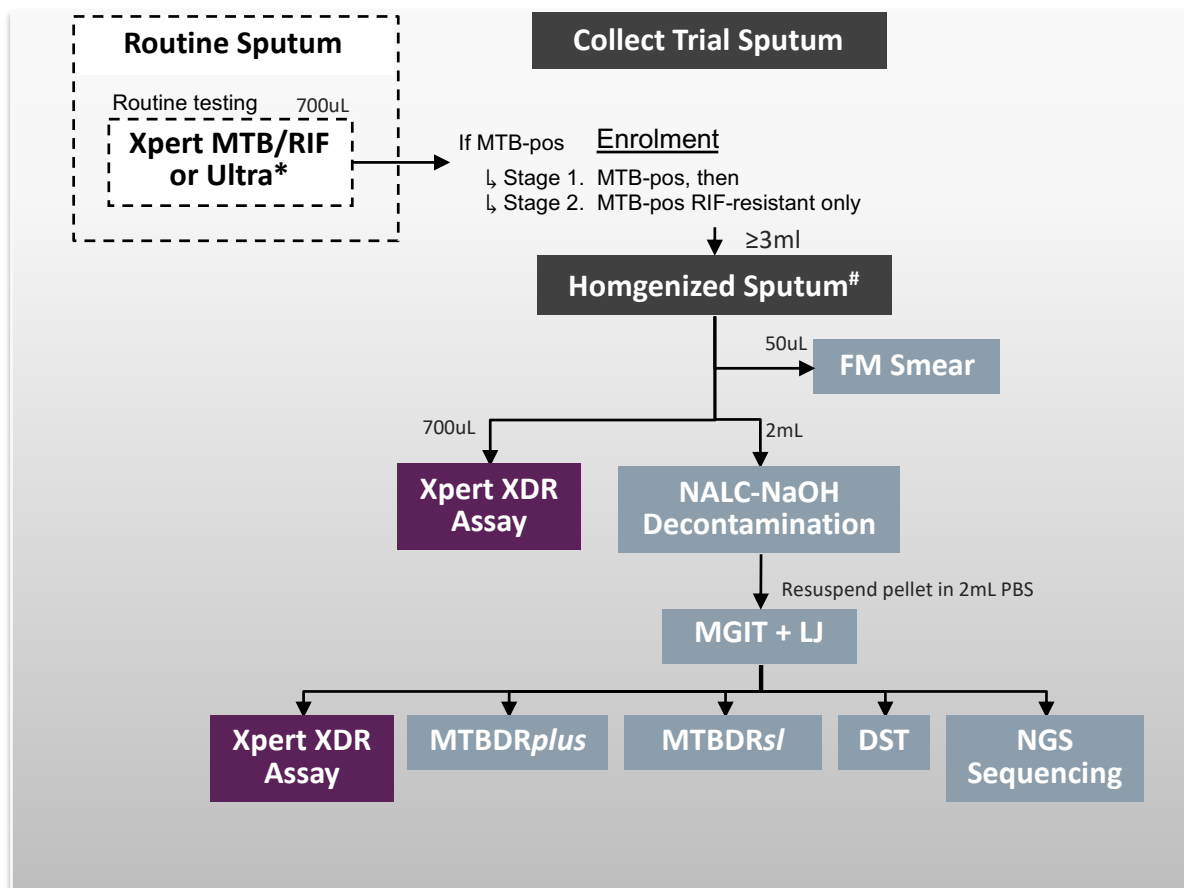 Routine Sputum
Collect Trial Sputum
Routine testing 700uL
Xpert MTB/RIF
or Ultra*
If MTB-pos Enrolment
↳ Stage 1. MTB-pos, then
↳ Stage 2. MTB-pos RIF-resistant only
≥3ml
Homgenized Sputum#
50uL
FM Smear
700uL
2mL
Xpert XDR
Assay
NALC-NaOH
Decontamination
Resuspend pellet in 2mL PBS
MGIT + LJ
Xpert XDR
Assay
MTBDRplus
MTBDRsl
DST
NGS
Sequencing